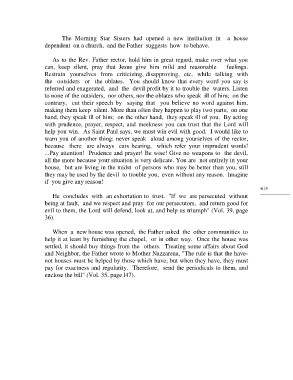 The Morning Star Sisters had opened a new institution in a house
dependent on a church, and the Father suggests how to behave.
As to the Rev. Father rector, hold him in great regard, make over what you
can, keep silent, pray that Jesus give him mild and reasonable feelings.
Restrain yourselves from criticizing, disapproving, etc. while talking with
the outsiders or the oblates. You should know that every word you say is
referred and exagerated, and the devil profit by it to trouble the waters. Listen
to none of the outsiders, nor others, nor the oblates who speak ill of him; on the
contrary, cut their speech by saying that you believe no word against him,
making them keep silent. More than often they happen to play two parts; on one
hand, they speak ill of him; on the other hand, they speak ill of you. By acting
with prudence, prayer, respect, and meekness you can trust that the Lord will
help you win. As Saint Paul says, we must win evil with good. I would like to
warn you of another thing: never speak aloud among yourselves of the rector,
because there are always ears hearing, which refer your imprudent words!
...Pay attention! Prudence and prayer! Be wise! Give no weapons to the devil,
all the more because your situation is very delicate. You are not entirely in your
house, but are living in the midst of persons who may be better than you, still
they may be used by the devil to trouble you, even without any reason. Imagine
if you give any reason!
615
He concludes with an exhortation to trust. "If we are persecuted without
being at fault, and we respect and pray for our persecutors, and return good for
evil to them, the Lord will defend, look at, and help us triumph" (Vol. 39, page
36).
When a new house was opened, the Father asked the other communities to
help it at least by furnishing the chapel, or in other way. Once the house was
settled, it should buy things from the others. Treating some affairs about God
and Neighbor, the Father wrote to Mother Nazzarena, "The rule is that the have-
not houses must be helped by those which have; but when they have, they must
pay for exactness and regularity. Therefore, send the periodicals to them, and
enclose the bill" (Vol. 35, page l47).